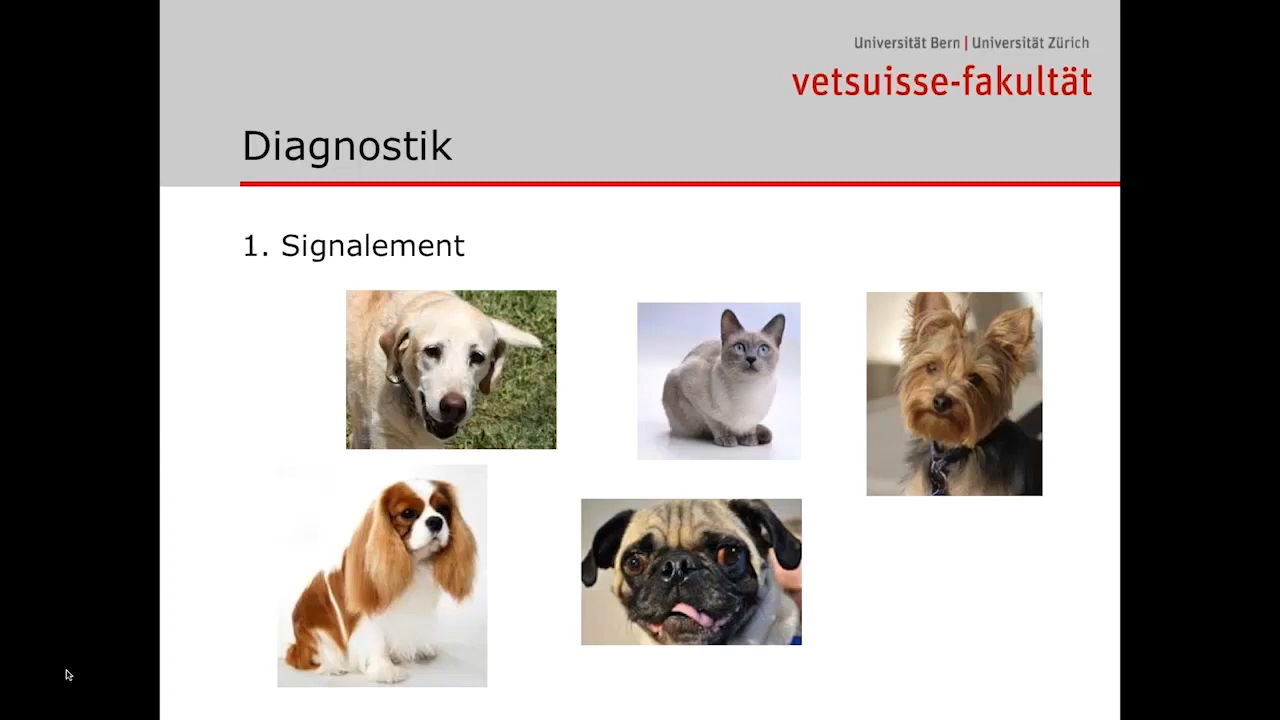 Universität Bern | Universität Zürich
vetsuisse-fakultät
Diagnostik
1. Signalement